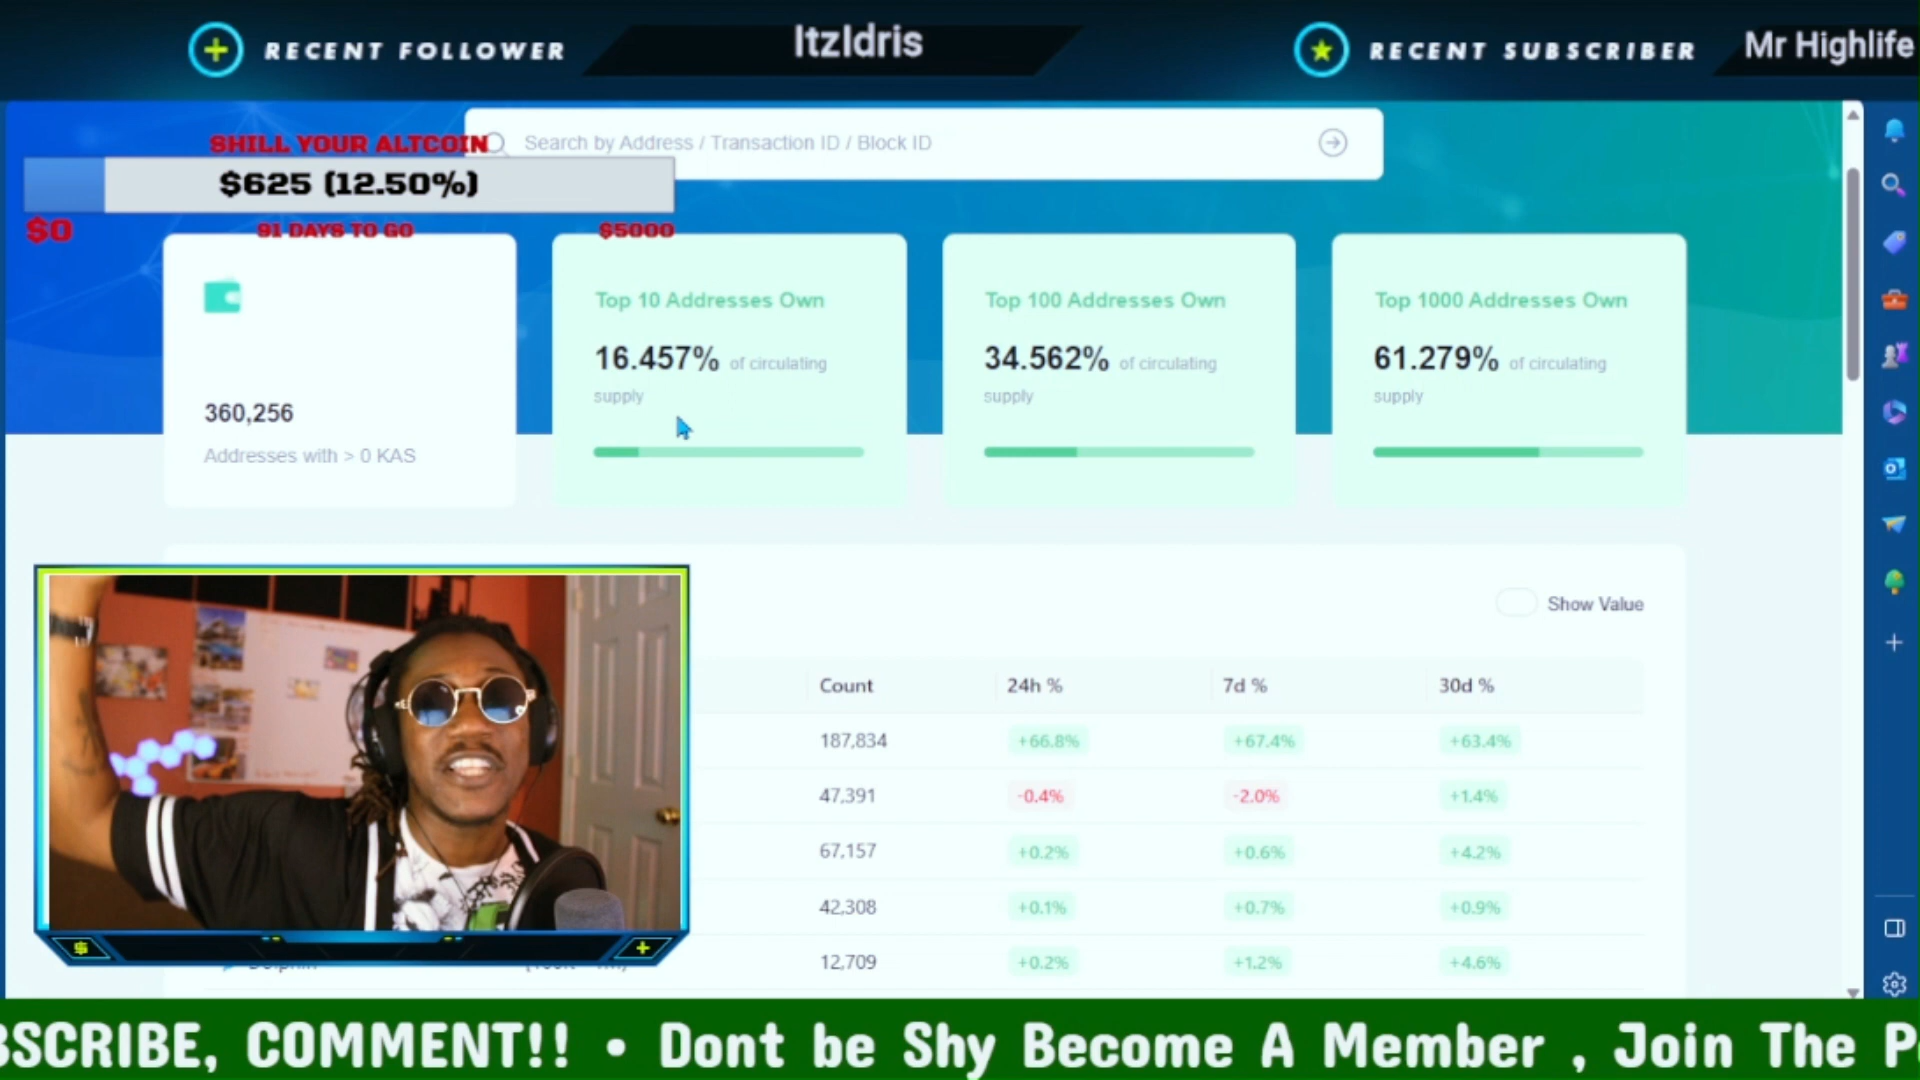 RECENT FOLLOWER
ItzIdris
RECENT SUBSCRIBER
Mr Highlife
Search by Address / Transaction ID / Block ID
SHILL YOUR ALTCOIN
$625 (12.50%)
$0
91 DAYS TO GO
$5000
360,256
Addresses with > 0 KAS
Top 10 Addresses Own
16.457% of circulating
supply
Top 100 Addresses Own
34.562% of circulating
supply
Top 1000 Addresses Own
61.279% of circulating
supply
Show Value
Count 24h % 7d % 30d %
187,834 +66.8% +67.4% +63.4%
47,391 -0.4% -2.0% +1.4%
67,157 +0.2% +0.6% +4.2%
42,308 +0.1% +0.7% +0.9%
12,709 +0.2% +1.2% +4.6%
BSCRIBE, COMMENT!! • Dont be Shy Become A Member , Join The P